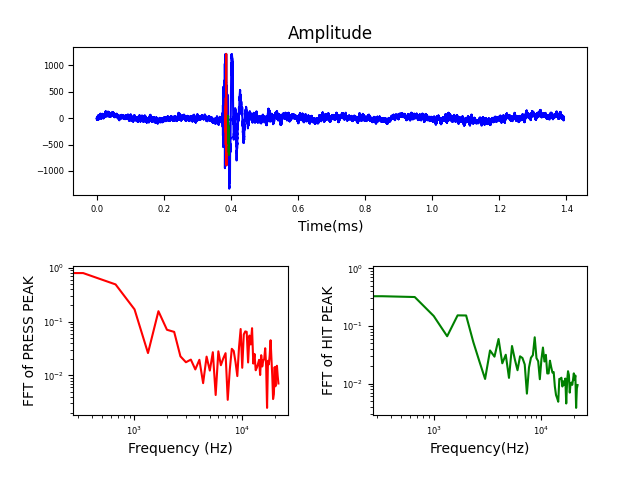 Amplitude
1000
500
0
−500
−1000
0.0 0.2 0.4 0.6 0.8 1.0 1.2 1.4
Time(ms)
FFT of PRESS PEAK
10⁰
10⁻¹
10⁻²
10³ 10⁴
Frequency (Hz)
FFT of HIT PEAK
10⁰
10⁻¹
10⁻²
10³ 10⁴
Frequency(Hz)